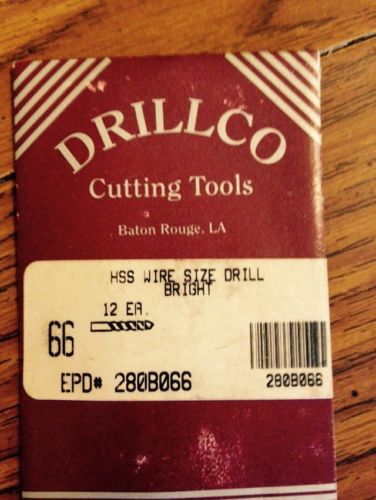 DRILLCO
Cutting Tools
Baton Rouge, LA
HSS WIRE SIZE DRILL
BRIGHT
12 EA.
66
EPD# 280B066
280B066